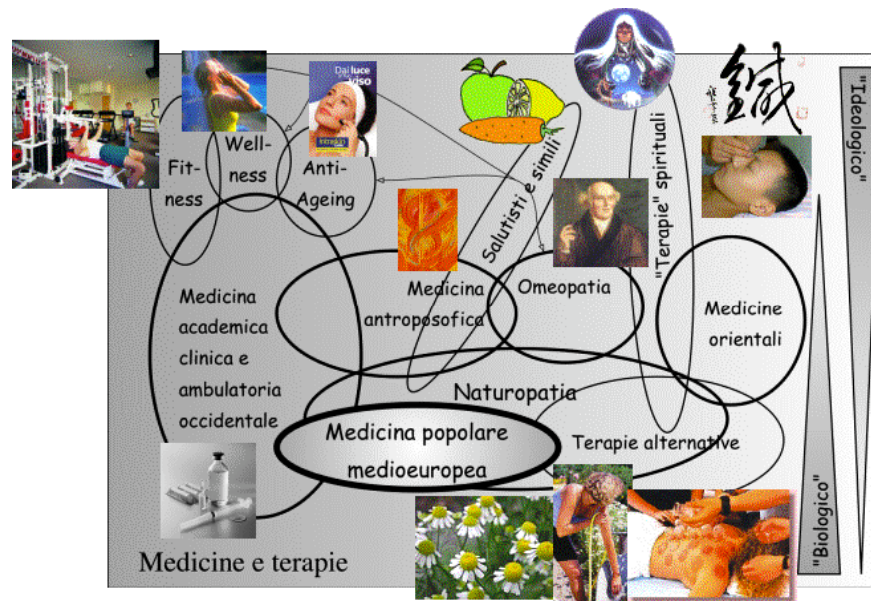 Dai luce
viso
"Ideologico"
Fit-
ness
Well-
ness
Anti-
Ageing
Salutisti e simili
"Terapie" spirituali
Medicina
academica
clinica e
ambulatoria
occidentale
Medicina
antroposofica
Omeopatia
Medicine
orientali
Naturopatia
Medicina popolare
medioeuropea
Terapie alternative
"Biologico"
Medicine e terapie